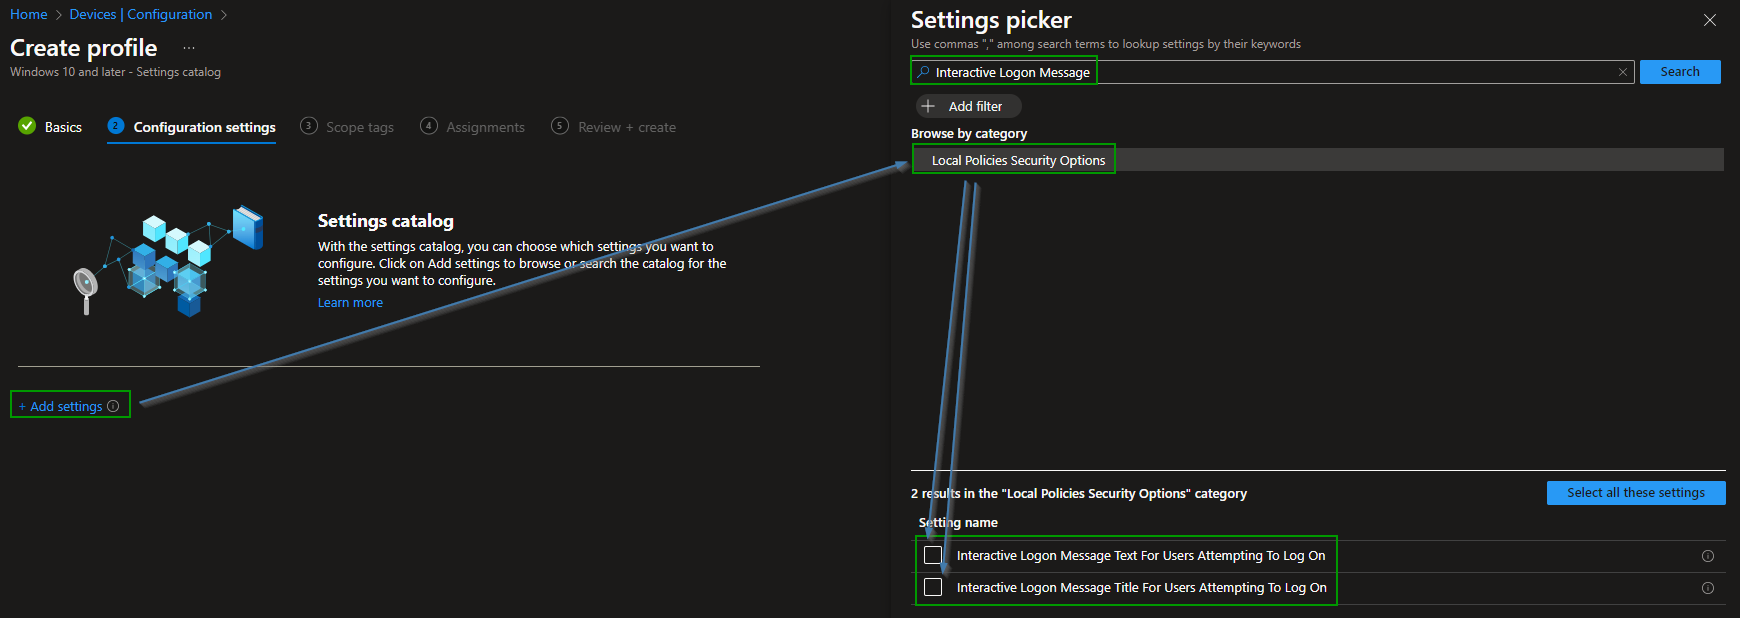 Home > Devices | Configuration >
Create profile ...
Windows 10 and later - Settings catalog
Basics
2 Configuration settings
3 Scope tags
4 Assignments
5 Review + create
Settings catalog
With the settings catalog, you can choose which settings you want to
configure. Click on Add settings to browse or search the catalog for the
settings you want to configure.
Learn more
+ Add settings
Settings picker
Use commas "," among search terms to lookup settings by their keywords
Interactive Logon Message
Search
+ Add filter
Browse by category
Local Policies Security Options
2 results in the "Local Policies Security Options" category
Select all these settings
Setting name
Interactive Logon Message Text For Users Attempting To Log On
Interactive Logon Message Title For Users Attempting To Log On